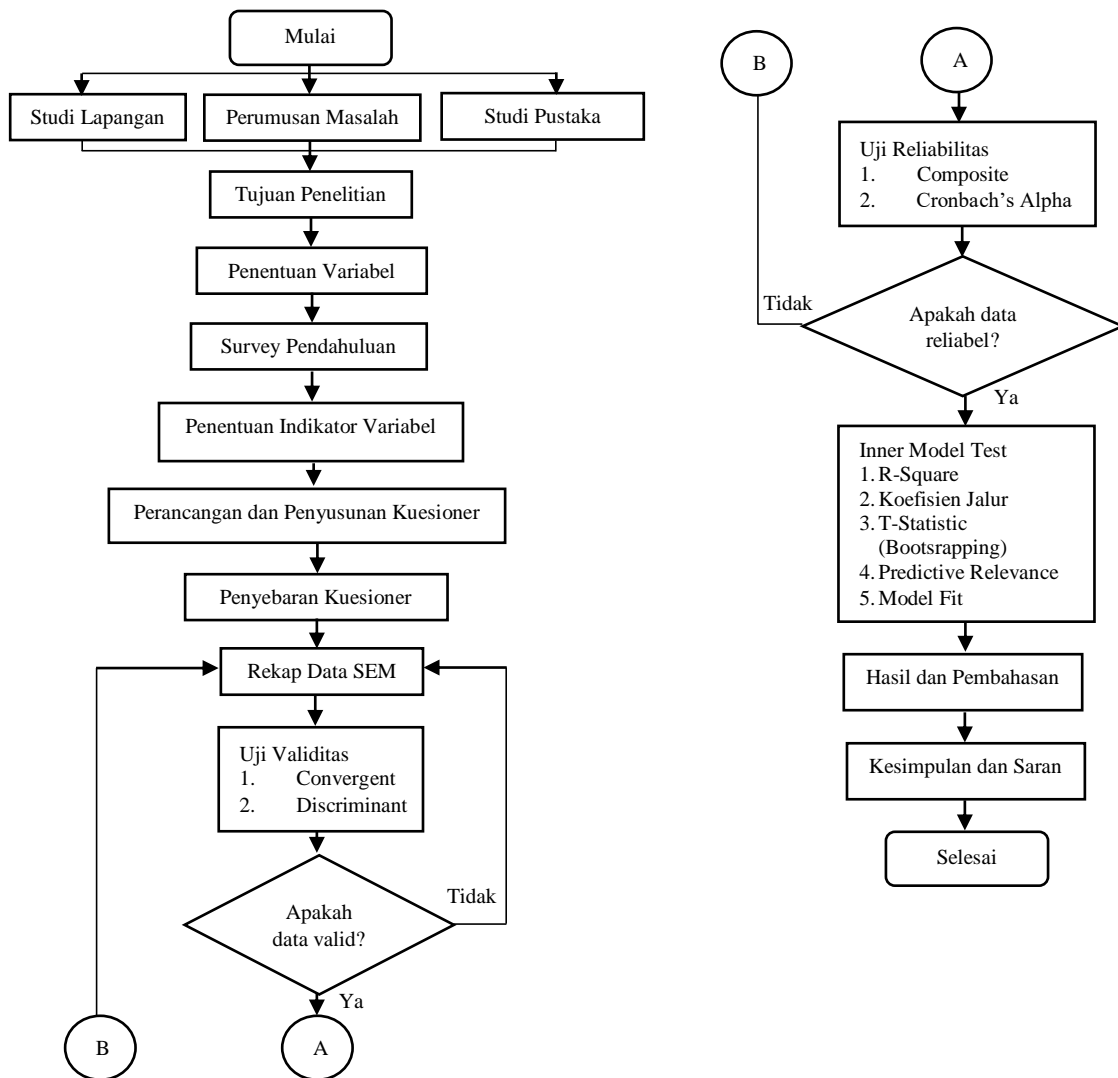 Mulai
Studi Lapangan
Perumusan Masalah
Studi Pustaka
Tujuan Penelitian
Penentuan Variabel
Survey Pendahuluan
Penentuan Indikator Variabel
Perancangan dan Penyusunan Kuesioner
Penyebaran Kuesioner
Rekap Data SEM
Uji Validitas
1. Convergent
2. Discriminant
Apakah
data valid?
Tidak
Ya
B
A
B
A
Uji Reliabilitas
1. Composite
2. Cronbach’s Alpha
Apakah data
reliabel?
Tidak
Ya
Inner Model Test
1. R-Square
2. Koefisien Jalur
3. T-Statistic
(Bootsrapping)
4. Predictive Relevance
5. Model Fit
Hasil dan Pembahasan
Kesimpulan dan Saran
Selesai